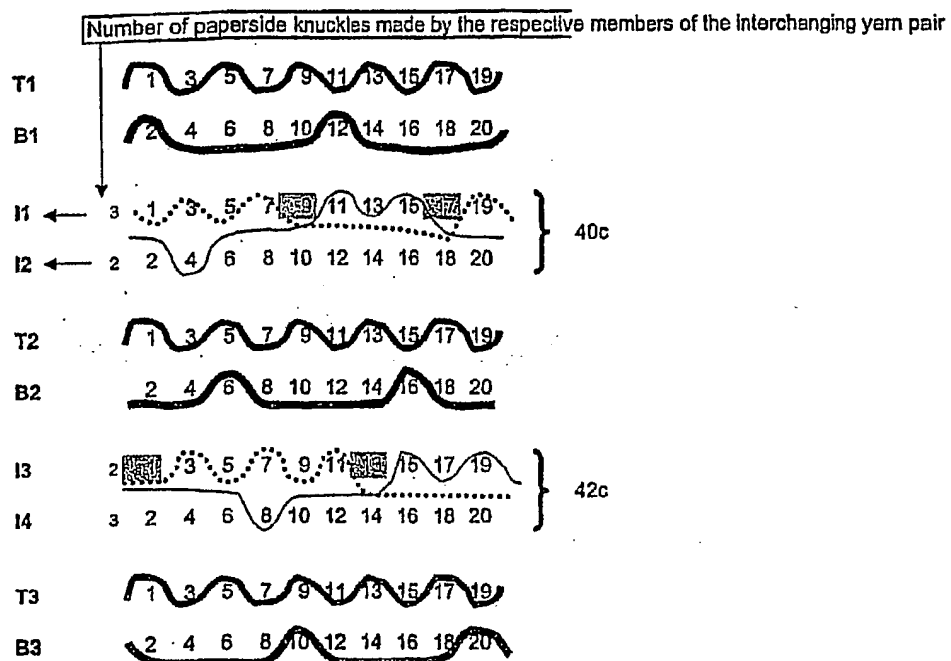 Number of paperside knuckles made by the respective members of the interchanging yarn pair
T1 1 3 5 7 9 11 13 15 17 19
B1 2 4 6 8 10 12 14 16 18 20
I1 3 1 3 5 7 9 11 13 15 17 19
40c
I2 2 2 4 6 8 10 12 14 16 18 20
T2 1 3 5 7 9 11 13 15 17 19
B2 2 4 6 8 10 12 14 16 18 20
I3 2 3 5 7 9 11 15 17 19
42c
I4 3 2 4 6 8 10 12 14 16 18 20
T3 1 3 5 7 9 11 13 15 17 19
B3 2 4 6 8 10 12 14 16 18 20